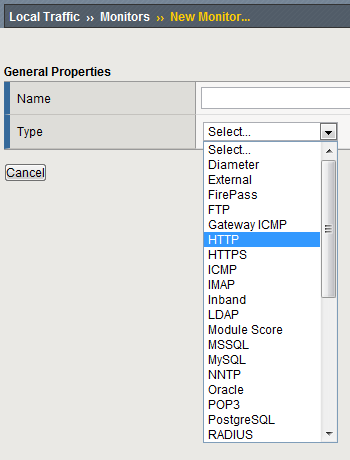 Local Traffic ›› Monitors ›› New Monitor...
General Properties
Name
Type
Select...
Select...
Diameter
External
FirePass
FTP
Gateway ICMP
HTTP
HTTPS
ICMP
IMAP
Inband
LDAP
Module Score
MSSQL
MySQL
NNTP
Oracle
POP3
PostgreSQL
RADIUS
Cancel